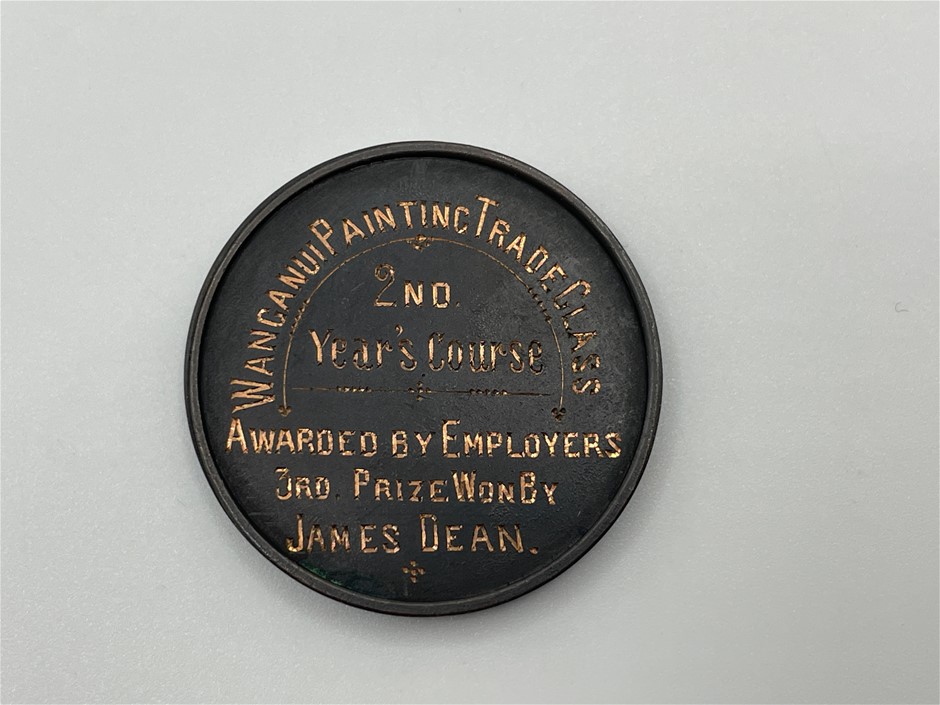 WANGANUI PAINTING TRADE CLASS
2ND.
Year's Course
AWARDED BY EMPLOYERS
3RD. PRIZE WON BY
JAMES DEAN.